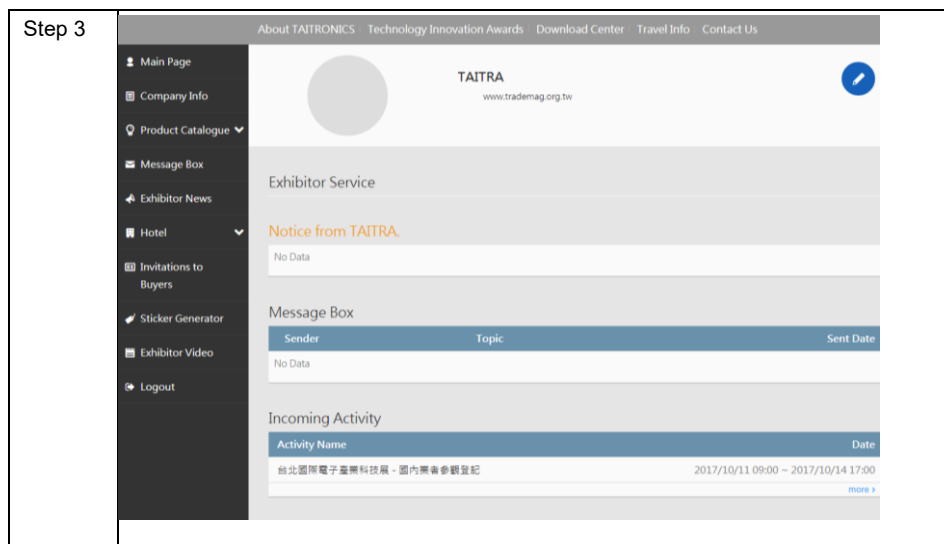 Step 3
About TAITRONICS Technology Innovation Awards Download Center Travel Info Contact Us
Main Page
Company Info
Product Catalogue
Message Box
Exhibitor News
Hotel
Invitations to
Buyers
Sticker Generator
Exhibitor Video
Logout
TAITRA
www.trademag.org.tw
Exhibitor Service
Notice from TAITRA.
No Data
Message Box
Sender Topic Sent Date
No Data
Incoming Activity
Activity Name Date
台北國際電子產業科技展 - 國內業者參觀登記 2017/10/11 09:00 ~ 2017/10/14 17:00
more >